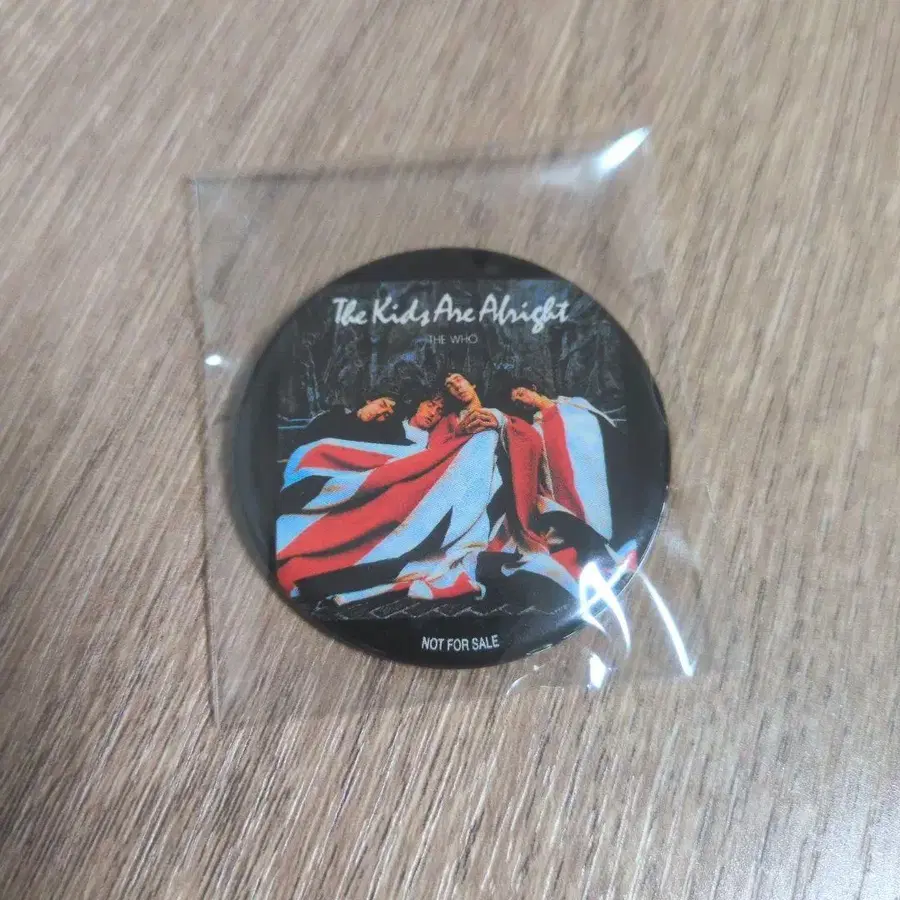 The Kids Are Alright
THE WHO
NOT FOR SALE